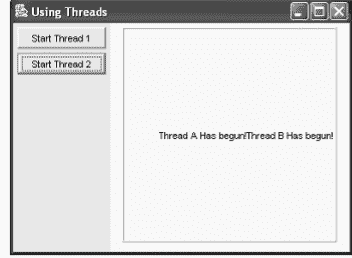 Using Threads
Start Thread 1
Start Thread 2
Thread A Has begun!Thread B Has begun!